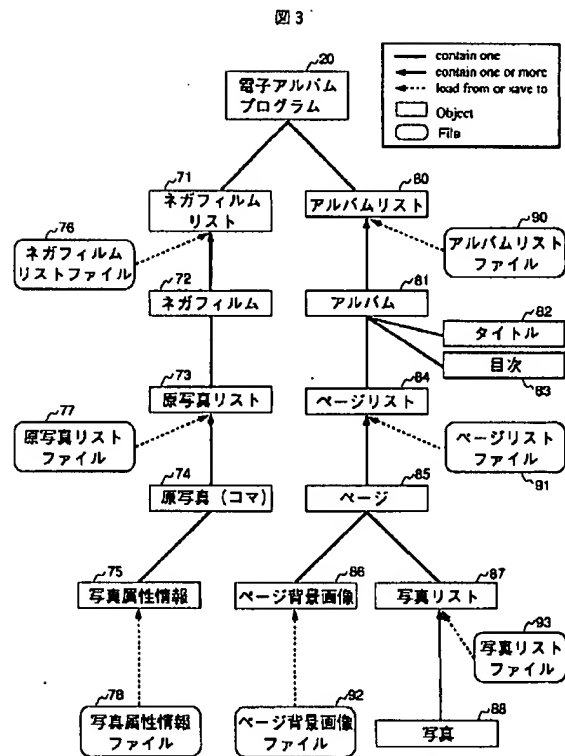 図3
contain one
contain one or more
load from or save to
Object
File
20
電子アルバム
プログラム
71
ネガフィルム
リスト
80
アルバムリスト
76
ネガフィルム
リストファイル
90
アルバムリスト
ファイル
72
ネガフィルム
81
アルバム
82
タイトル
目次
83
73
原写真リスト
84
ページリスト
77
原写真リスト
ファイル
ページリスト
ファイル
91
74
原写真（コマ）
85
ページ
75
写真属性情報
86
ページ背景画像
87
写真リスト
93
写真リスト
ファイル
78
写真属性情報
ファイル
92
ページ背景画像
ファイル
88
写真